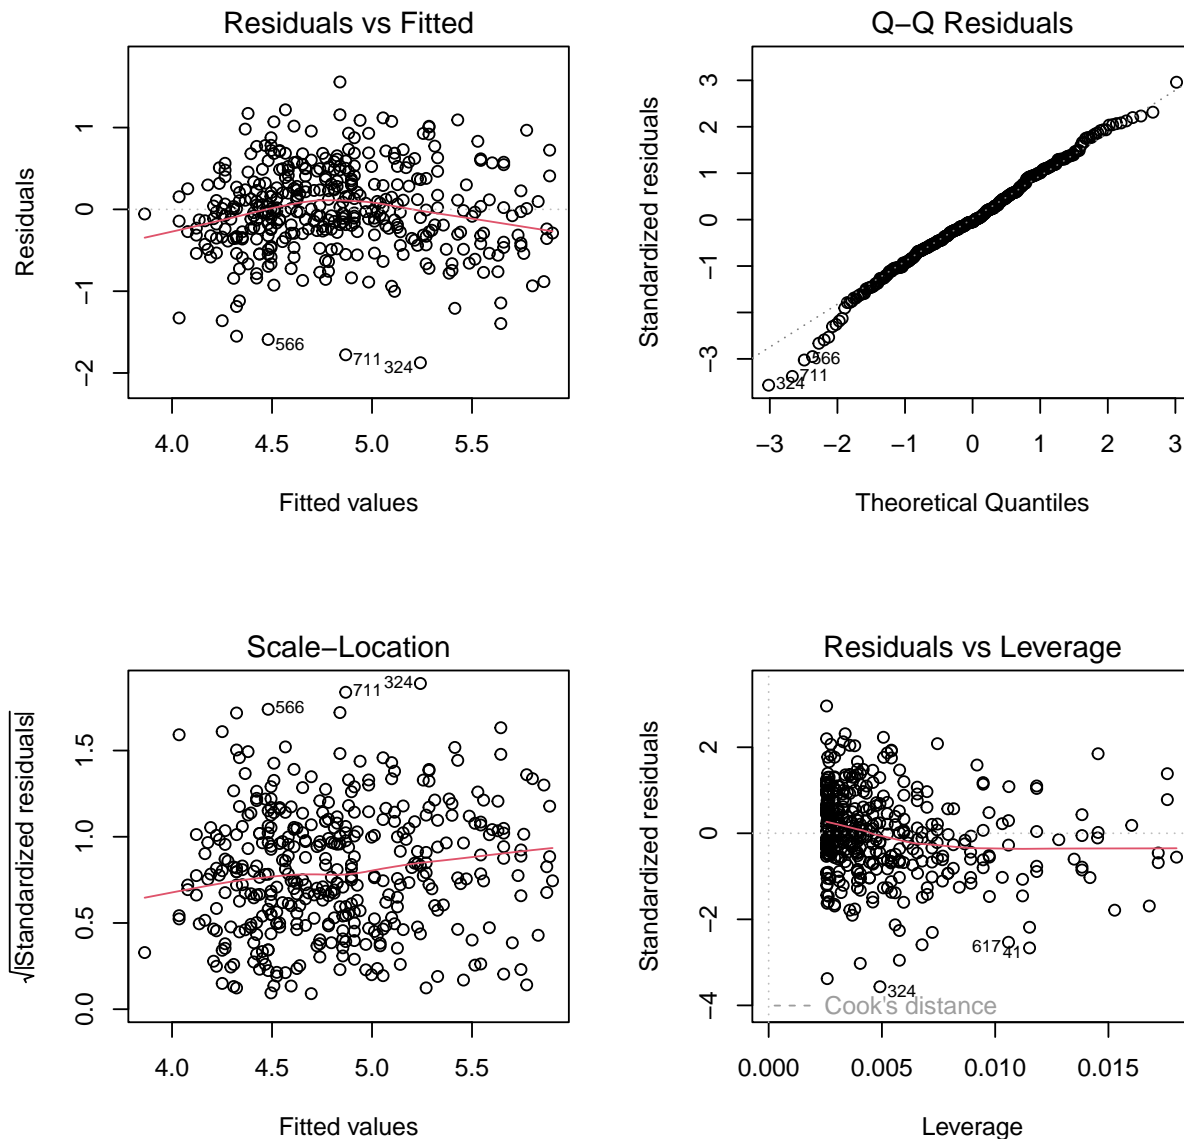 Residuals vs Fitted
Residuals
1
0
−1
−2
566
711
324
4.0 4.5 5.0 5.5
Fitted values
Q−Q Residuals
Standardized residuals
3
2
1
0
−1
−3
566
711
324
−3 −2 −1 0 1 2 3
Theoretical Quantiles
Scale−Location
√|Standardized residuals|
1.5
1.0
0.5
0.0
566
711
324
4.0 4.5 5.0 5.5
Fitted values
Residuals vs Leverage
Standardized residuals
2
0
−2
−4
617
41
324
Cook's distance
0.000 0.005 0.010 0.015
Leverage